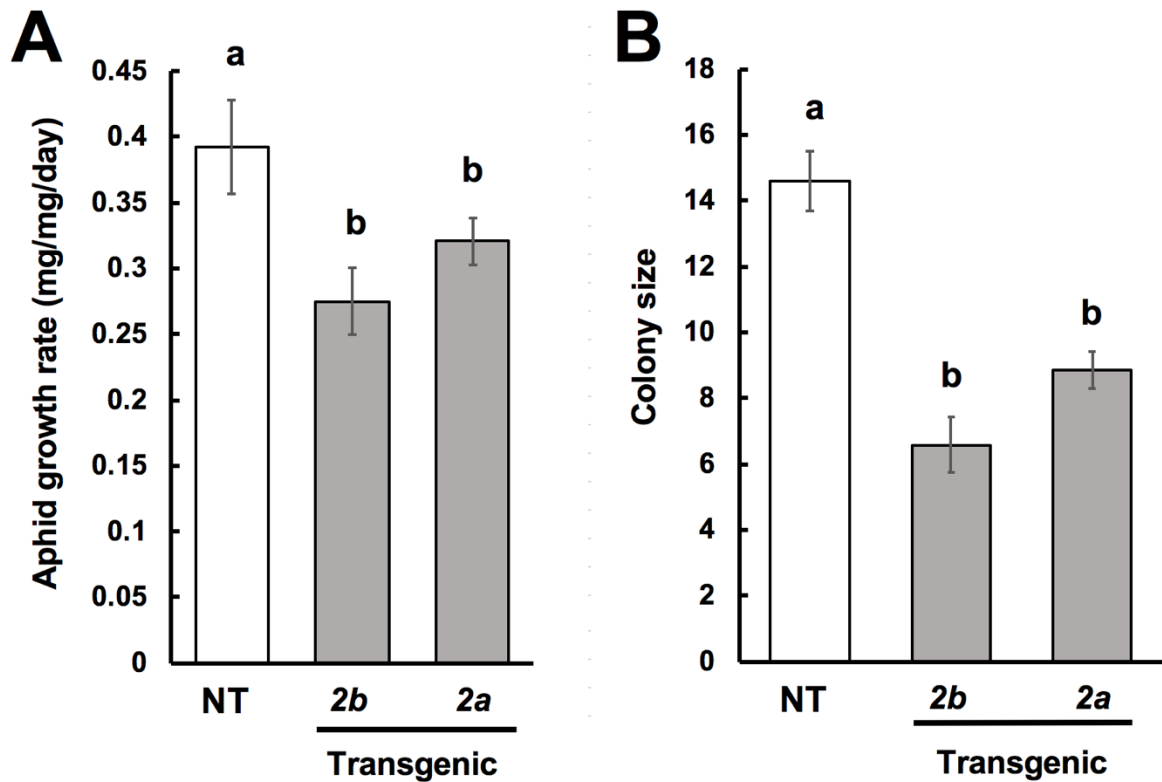 A
Aphid growth rate (mg/mg/day)
0.45
0.4
0.35
0.3
0.25
0.2
0.15
0.1
0.05
0
a
b
b
NT
2b
2a
Transgenic
B
Colony size
18
16
14
12
10
8
6
4
2
0
a
b
b
NT
2b
2a
Transgenic